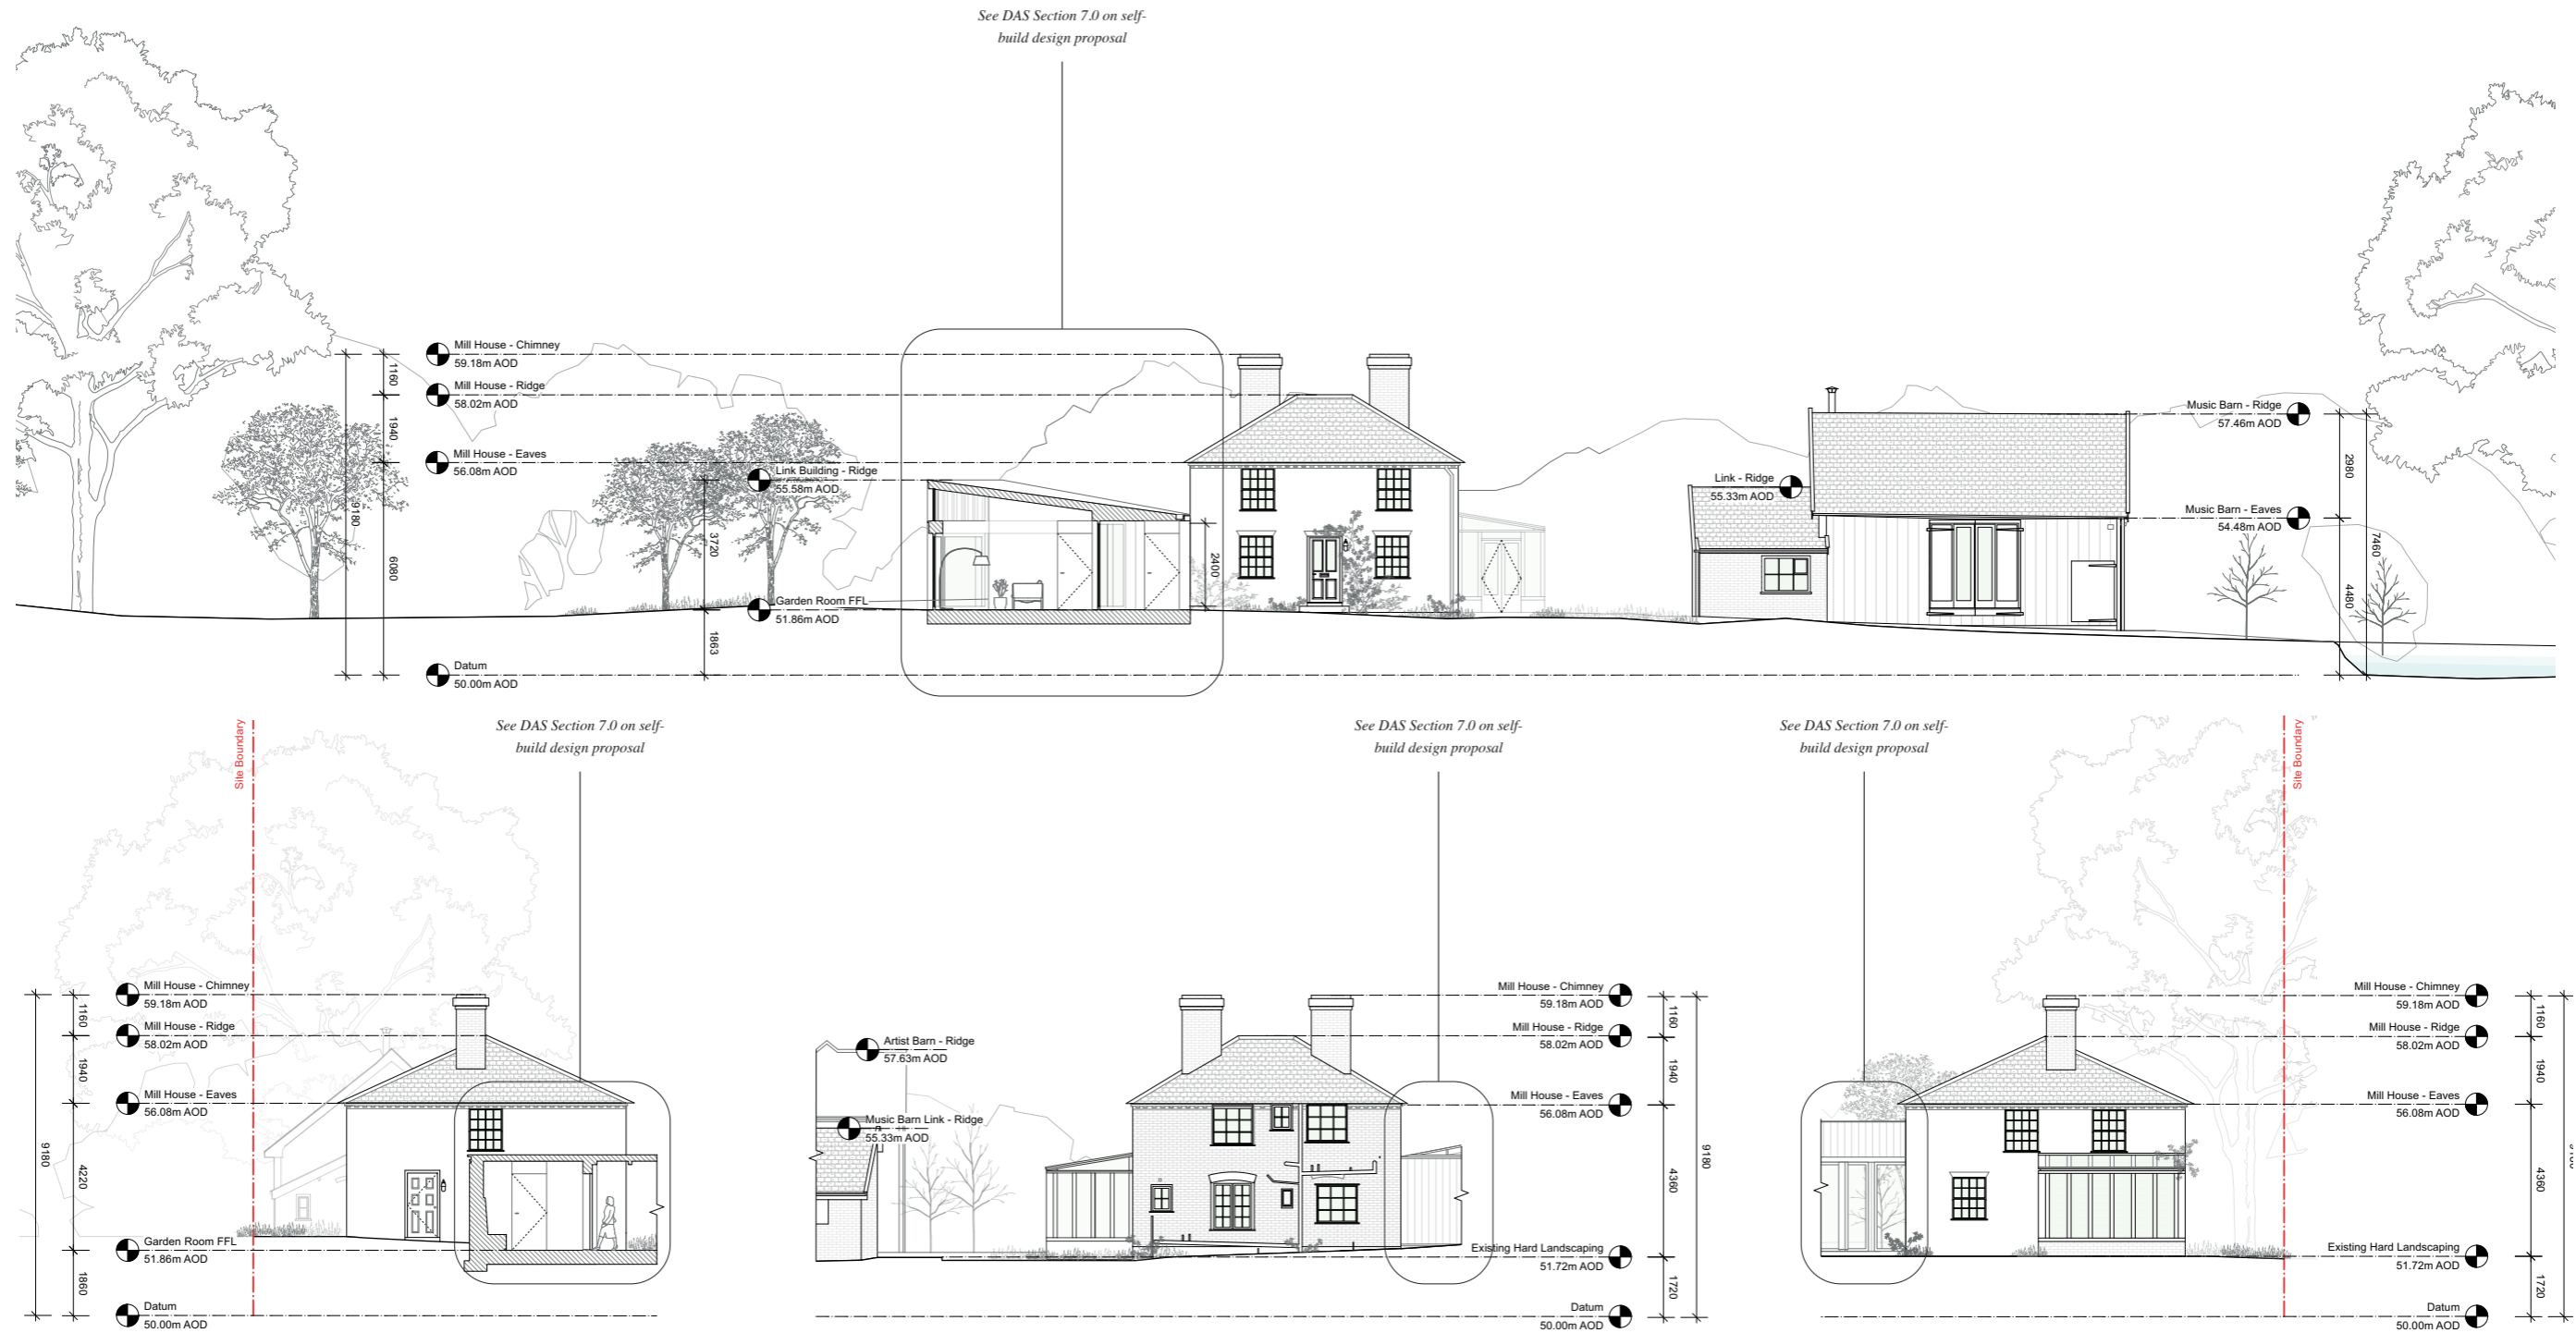 See DAS Section 7.0 on self-
build design proposal
Mill House - Chimney
59.18m AOD
Mill House - Ridge
58.02m AOD
Mill House - Eaves
56.08m AOD
Link Building - Ridge
55.58m AOD
Garden Room FFL
51.86m AOD
Datum
50.00m AOD
1160
1940
9180
6080
3720
1863
2400
Link - Ridge
55.33m AOD
Music Barn - Ridge
57.46m AOD
Music Barn - Eaves
54.48m AOD
2980
7460
4480
Site Boundary
See DAS Section 7.0 on self-
build design proposal
Mill House - Chimney
59.18m AOD
Mill House - Ridge
58.02m AOD
Mill House - Eaves
56.08m AOD
Garden Room FFL
51.86m AOD
Datum
50.00m AOD
1160
1940
9180
4220
1860
See DAS Section 7.0 on self-
build design proposal
Artist Barn - Ridge
57.63m AOD
Music Barn Link - Ridge
55.33m AOD
Mill House - Chimney
59.18m AOD
Mill House - Ridge
58.02m AOD
Mill House - Eaves
56.08m AOD
Existing Hard Landscaping
51.72m AOD
Datum
50.00m AOD
1160
1940
9180
4360
1720
See DAS Section 7.0 on self-
build design proposal
Site Boundary
Mill House - Chimney
59.18m AOD
Mill House - Ridge
58.02m AOD
Mill House - Eaves
56.08m AOD
Existing Hard Landscaping
51.72m AOD
Datum
50.00m AOD
1160
1940
4360
1720